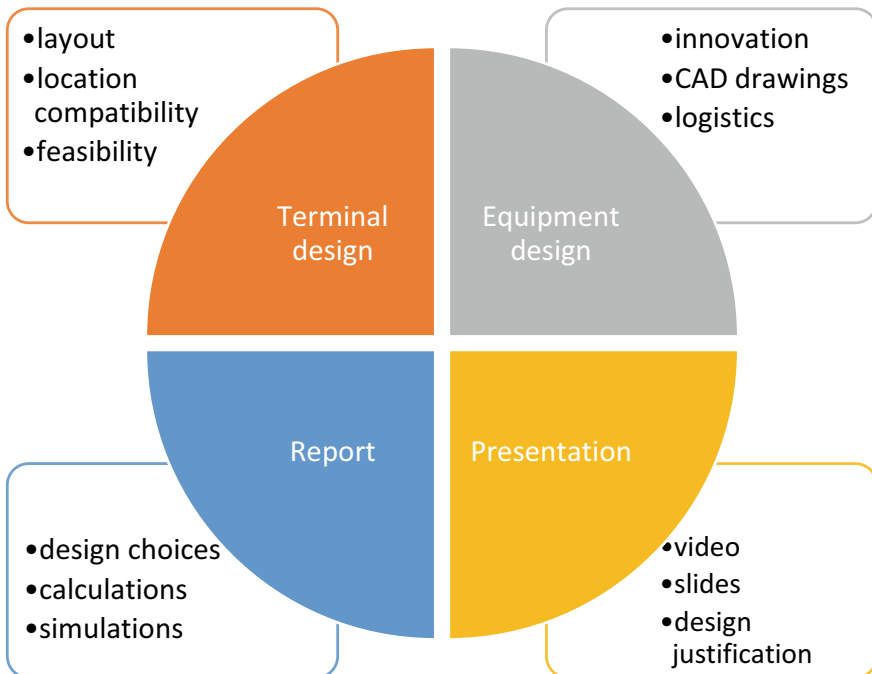 •layout
•location
compatibility
•feasibility
•innovation
•CAD drawings
•logistics
Terminal
design
Equipment
design
Report
Presentation
•design choices
•calculations
•simulations
•video
•slides
•design
justification